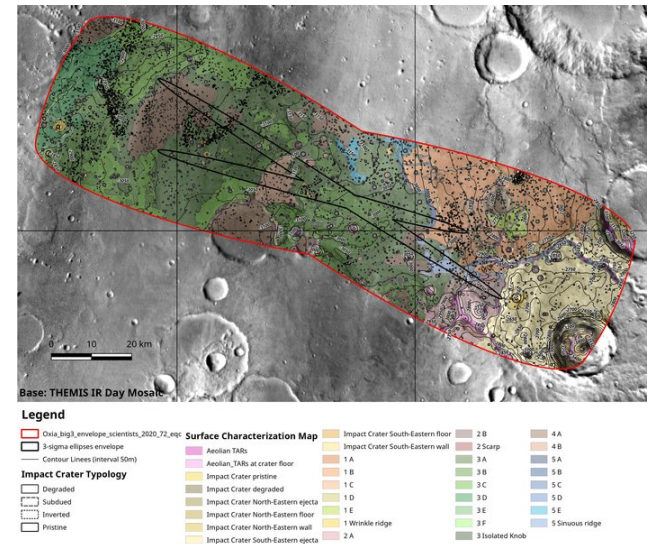 0 10 20 km
Base: THEMIS IR Day Mosaic
Legend
Oxia_big3_envelope_scientists_2020_72_eqc
3-sigma ellipses envelope
Contour Linees (interval 50m)
Impact Crater Typology
Degraded
Subdued
Inverted
Pristine
Surface Characterization Map
Aeolian TARs
Aeolian_TARs at crater floor
Impact Crater pristine
Impact Crater degraded
Impact Crater North-Eastern ejecta
Impact Crater North-Eastern floor
Impact Crater North-Eastern wall
Impact Crater South-Eastern ejecta
Impact Crater South-Eastern floor
Impact Crater South-Eastern wall
1 A
1 B
1 C
1 D
1 E
1 Wrinkle ridge
2 A
2 B
2 Scarp
3 A
3 B
3 C
3 D
3 E
3 F
3 Isolated Knob
4 A
4 B
5 A
5 B
5 C
5 D
5 E
5 Sinuous ridge